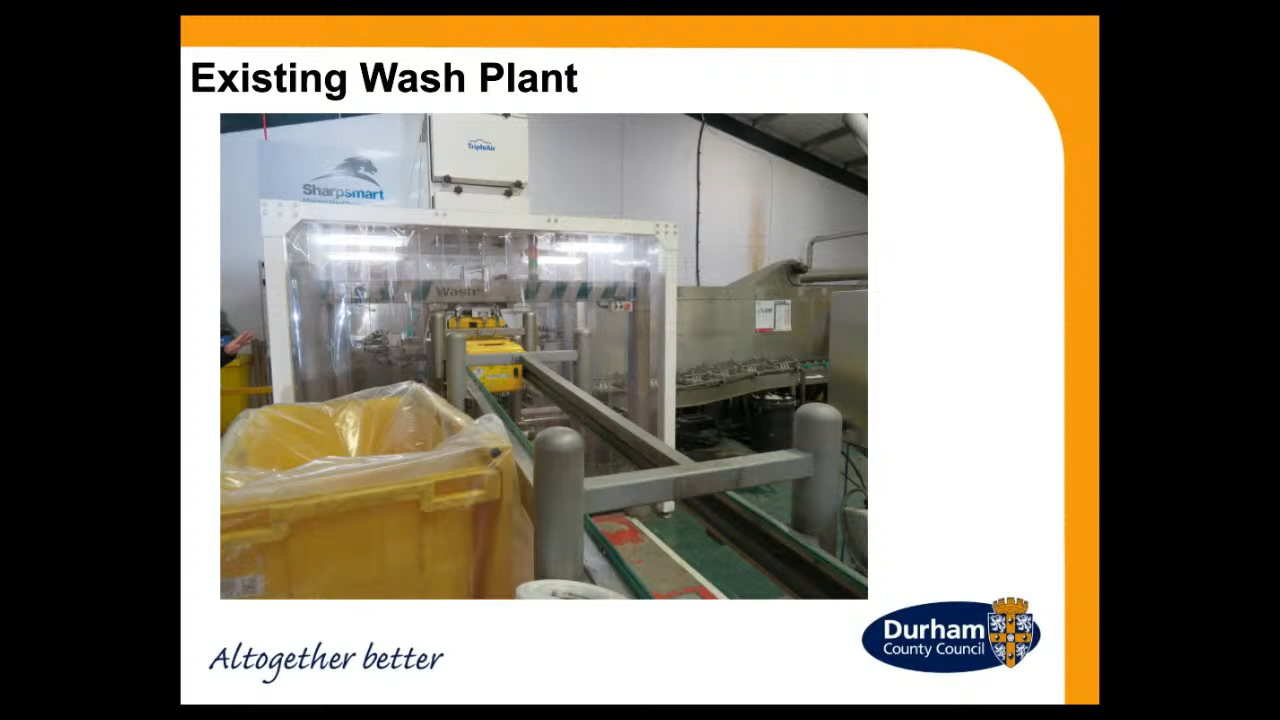 Existing Wash Plant
TripleAir
Sharpsmart
Wash
Altogether better
Durham
County Council